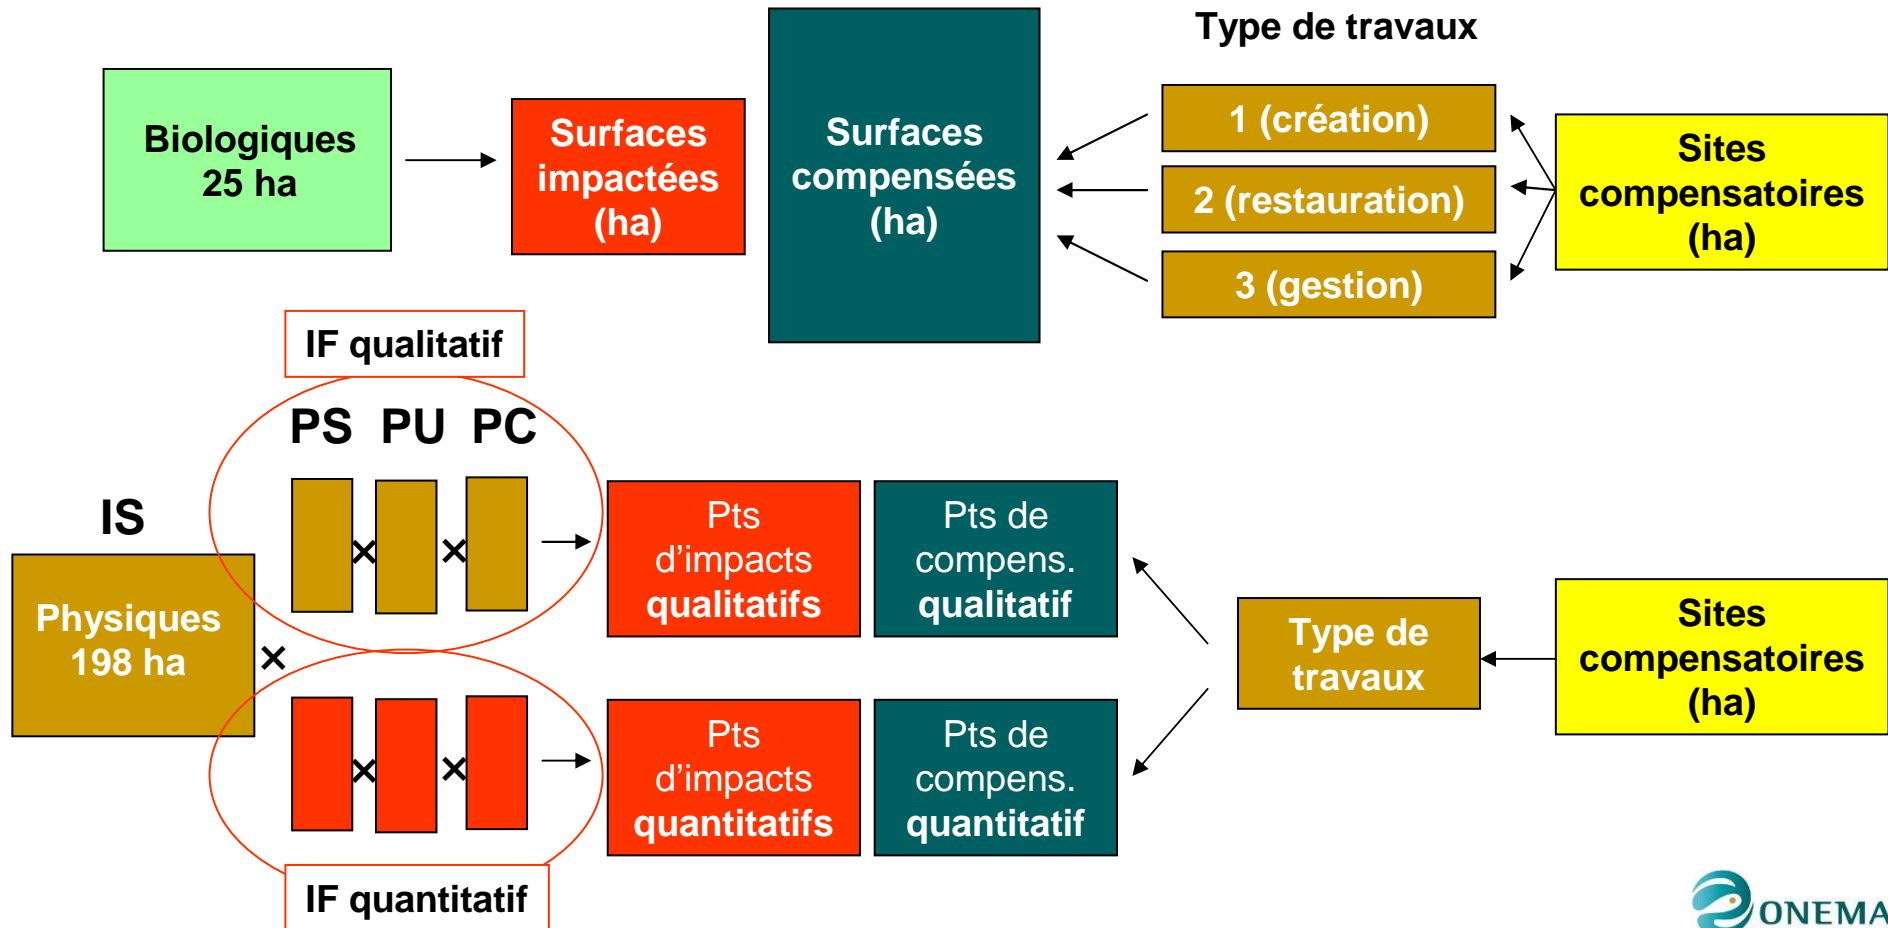 Type de travaux
Biologiques
25 ha
Surfaces
impactées
(ha)
Surfaces
compensées
(ha)
1 (création)
2 (restauration)
3 (gestion)
Sites
compensatoires
(ha)
IF qualitatif
PS PU PC
× ×
IS
Physiques
198 ha
×
Pts
d'impacts
qualitatifs
Pts de
compens.
qualitatif
Type de
travaux
Sites
compensatoires
(ha)
× ×
Pts
d'impacts
quantitatifs
Pts de
compens.
quantitatif
IF quantitatif
ONEMA